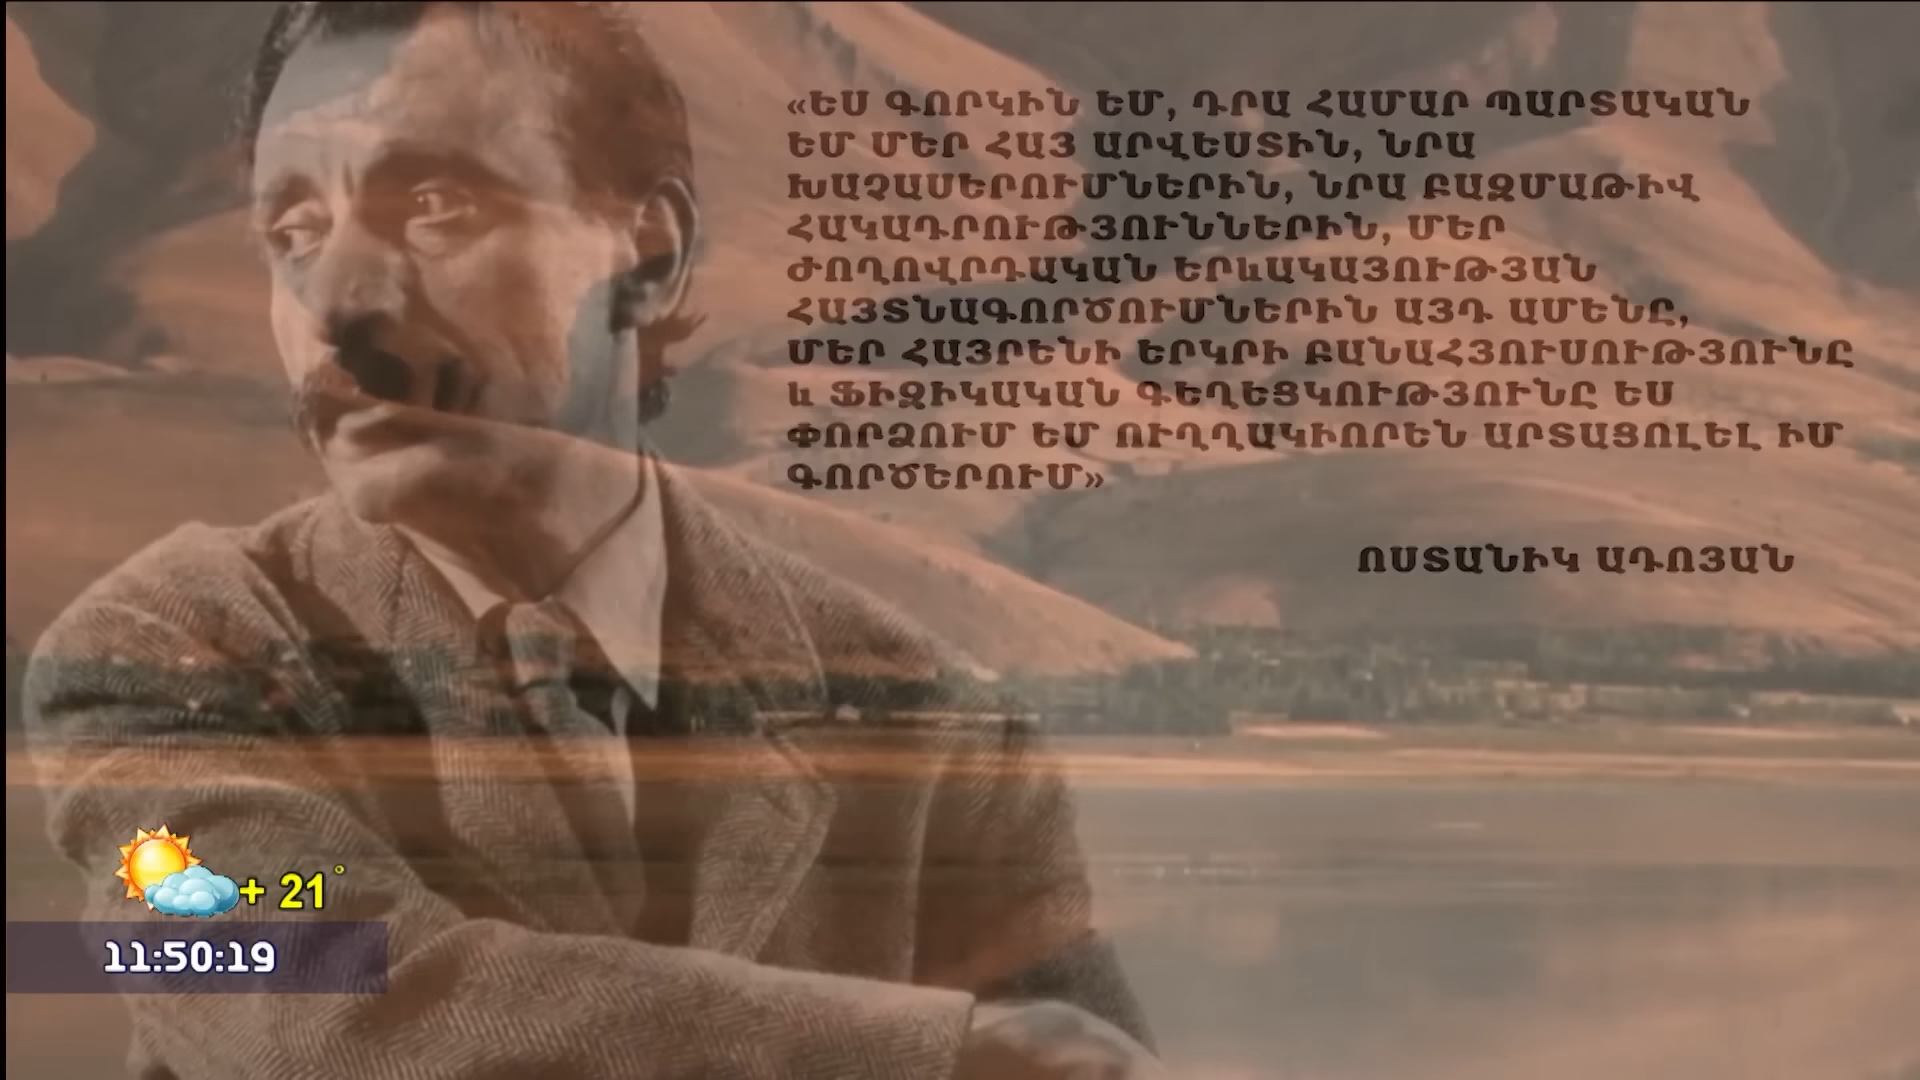 «ԵՍ ԳՈՐԿԻՆ ԵՄ, ԴՐԱ ՀԱՄԱՐ ՊԱՐՏԱԿԱՆ
ԵՄ ՄԵՐ ՀԱՅ ԱՐՎԵՍՏԻՆ, ՆՐԱ
ԽԱՉԱՍԵՐՈՒՄՆԵՐԻՆ, ՆՐԱ ԲԱԶՄԱԹԻՎ
ՀԱԿԱԴՐՈՒԹՅՈՒՆՆԵՐԻՆ, ՄԵՐ
ԺՈՂՈՎՐԴԱԿԱՆ ԵՐևԱԿԱՅՈՒԹՅԱՆ
ՀԱՅՏՆԱԳՈՐԾՈՒՄՆԵՐԻՆ ԱՅԴ ԱՄԵՆԸ,
ՄԵՐ ՀԱՅՐԵՆԻ ԵՐԿՐԻ ԲԱՆԱՀՅՈՒՍՈՒԹՅՈՒՆԸ
և ՖԻԶԻԿԱԿԱՆ ԳԵՂԵՑԿՈՒԹՅՈՒՆԸ ԵՍ
ՓՈՐՁՈՒՄ ԵՄ ՈՒՂՂԱԿԻՈՐԵՆ ԱՐՏԱՑՈԼԵԼ ԻՄ
ԳՈՐԾԵՐՈՒՄ»
ՈՍՏԱՆԻԿ ԱԴՈՅԱՆ
+ 21°
11:50:19